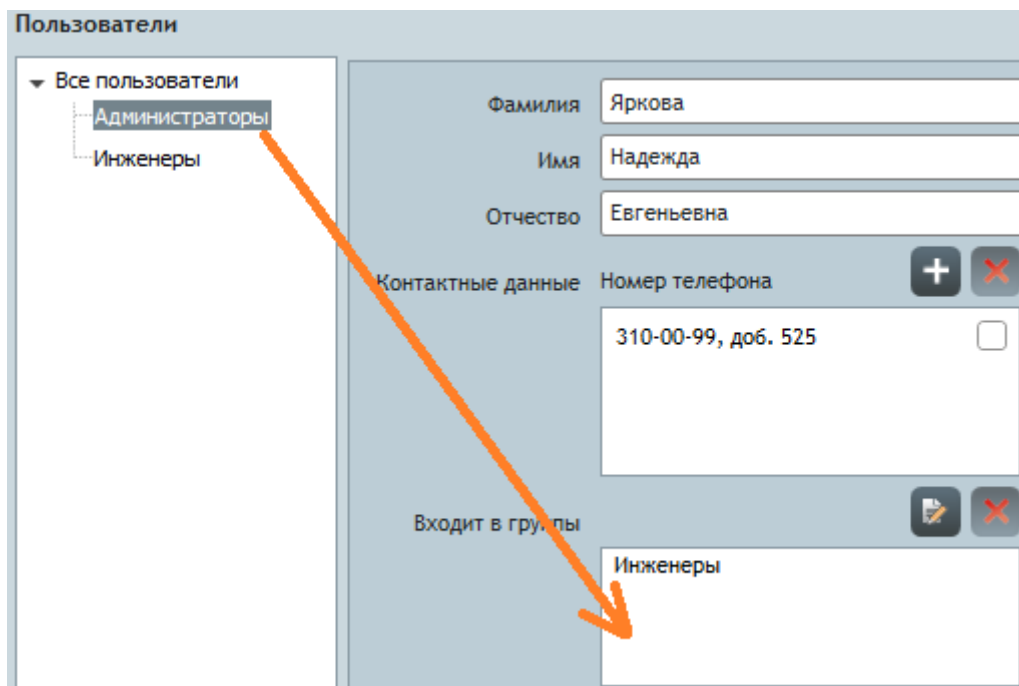 Пользователи
Все пользователи
Администраторы
Инженеры
Фамилия Яркова
Имя Надежда
Отчество Евгеньевна
Контактные данные Номер телефона
310-00-99, доб. 525
Входит в группы
Инженеры